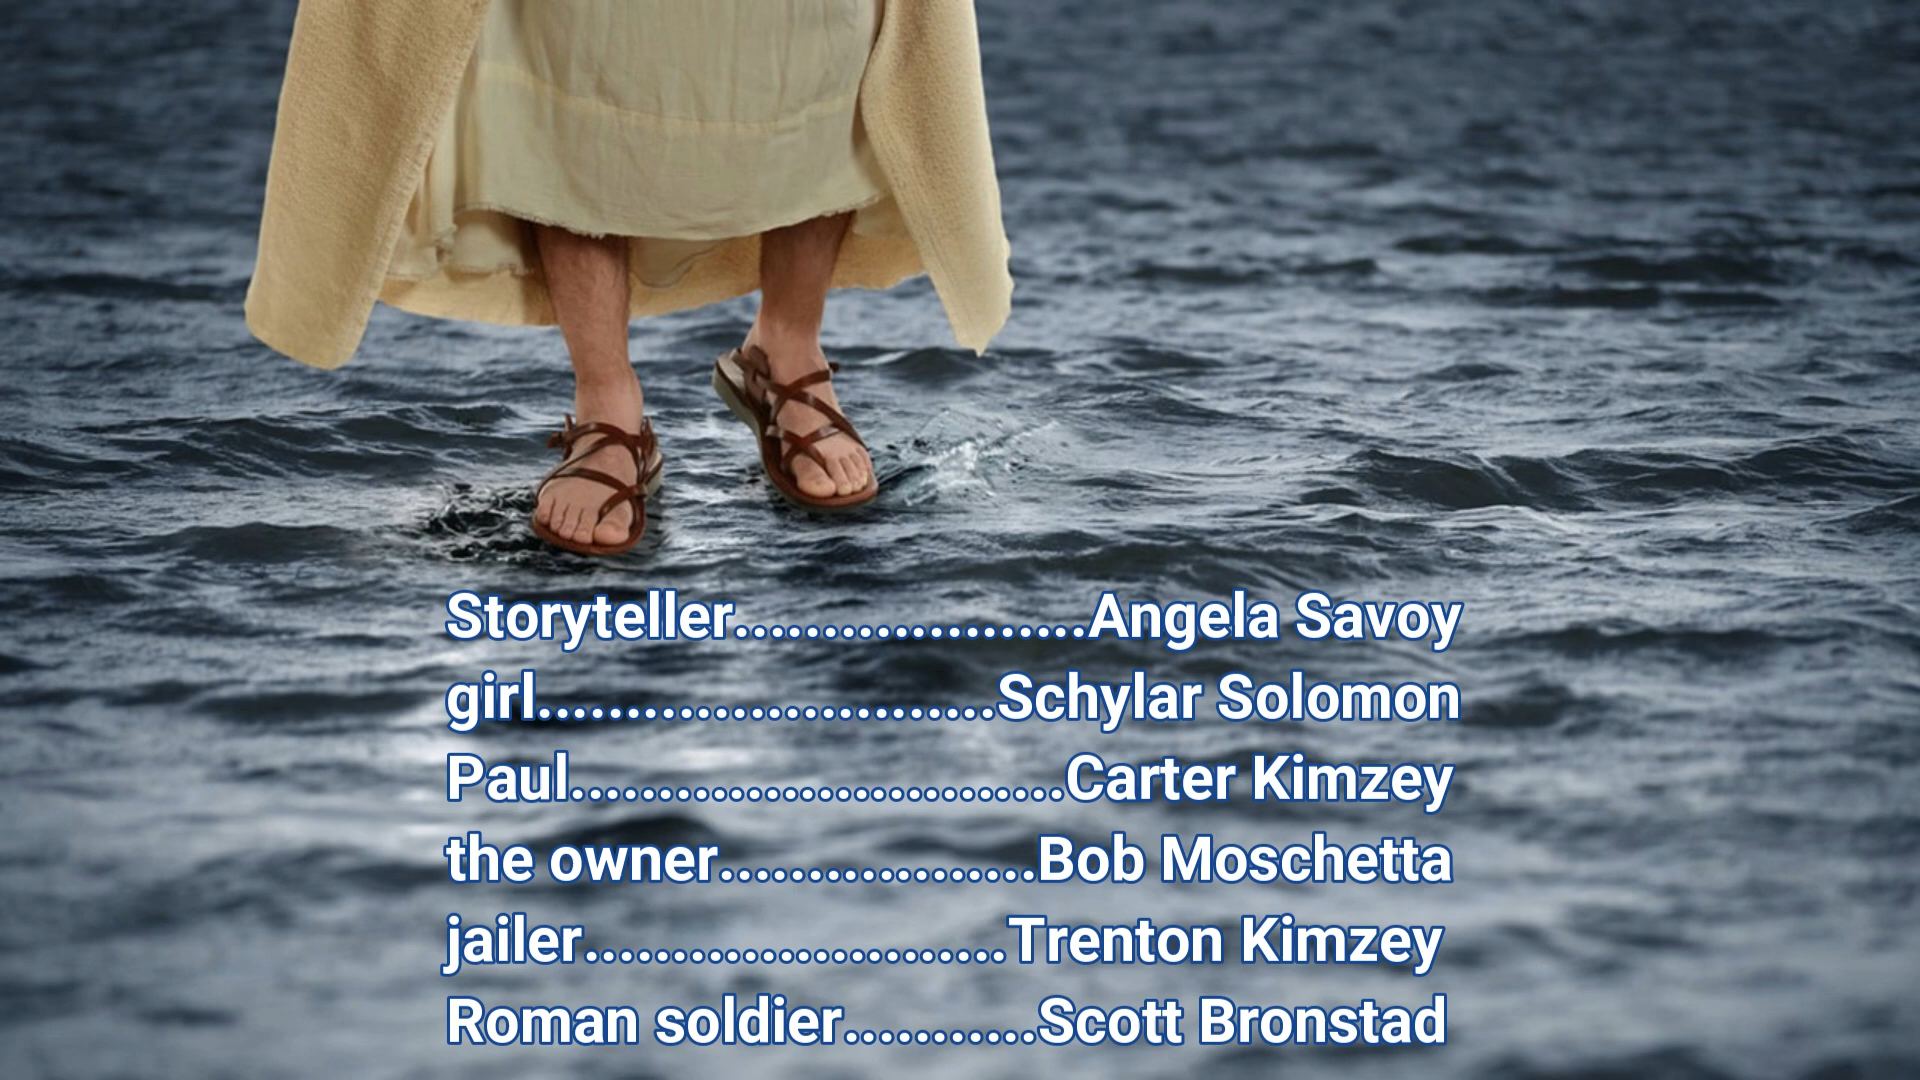 Storyteller....................Angela Savoy
girl..........................Schylar Solomon
Paul............................Carter Kimzey
the owner..................Bob Moschetta
jailer........................Trenton Kimzey
Roman soldier...........Scott Bronstad